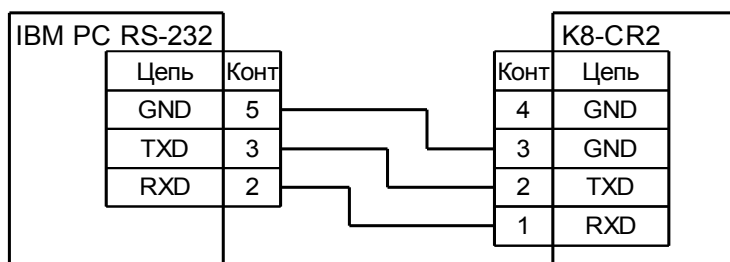 IBM PC RS-232
Цепь Конт
GND 5
TXD 3
RXD 2
K8-CR2
Конт Цепь
4 GND
3 GND
2 TXD
1 RXD